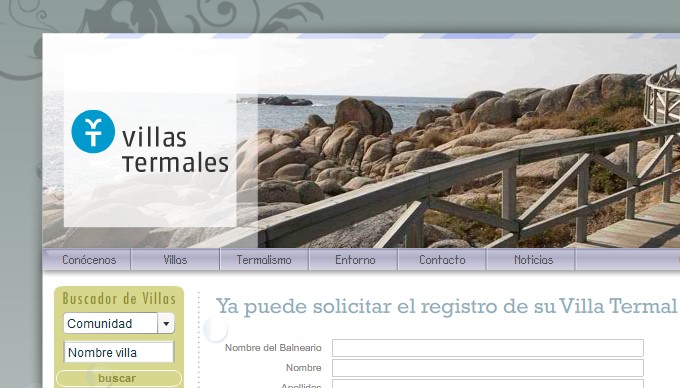 villas
Termales
Conócenos Villas Termalismo Entorno Contacto Noticias
Buscador de Villas
Comunidad
Nombre villa
buscar
Ya puede solicitar el registro de su Villa Termal
Nombre del Balneario
Nombre
Apellidos